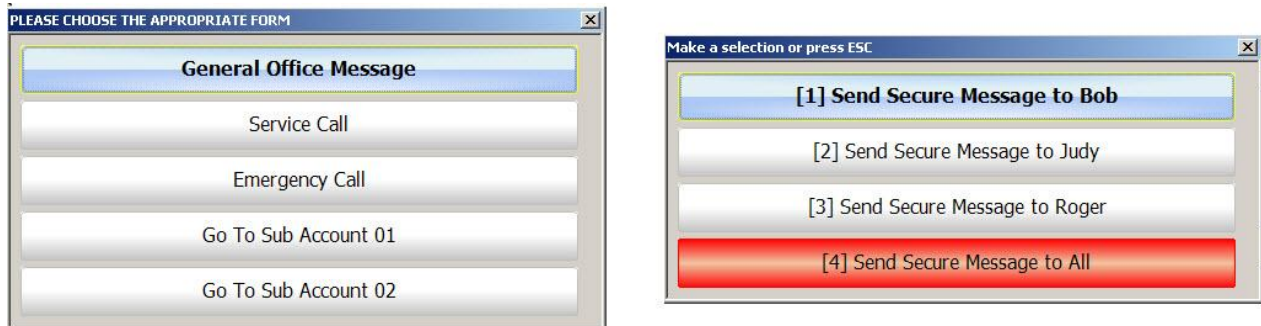 PLEASE CHOOSE THE APPROPRIATE FORM
General Office Message
Service Call
Emergency Call
Go To Sub Account 01
Go To Sub Account 02
Make a selection or press ESC
[1] Send Secure Message to Bob
[2] Send Secure Message to Judy
[3] Send Secure Message to Roger
[4] Send Secure Message to All